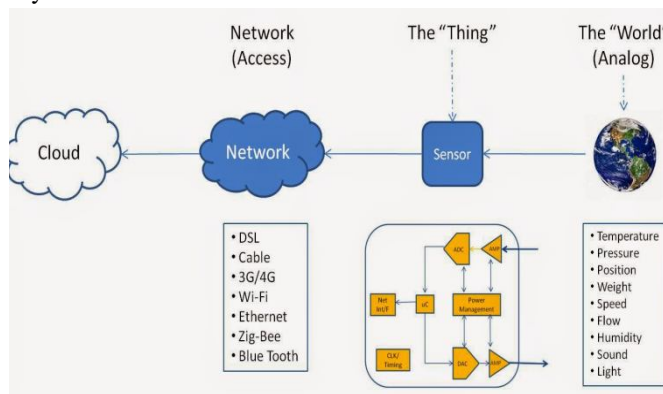 Network
(Access)
The "Thing"
The "World"
(Analog)
Cloud
Network
Sensor
• DSL
• Cable
• 3G/4G
• Wi-Fi
• Ethernet
• Zig-Bee
• Blue Tooth
ADC
AMP
Net
Int/F
uC
Power
Management
CLK/
Timing
DAC
AMP
• Temperature
• Pressure
• Position
• Weight
• Speed
• Flow
• Humidity
• Sound
• Light